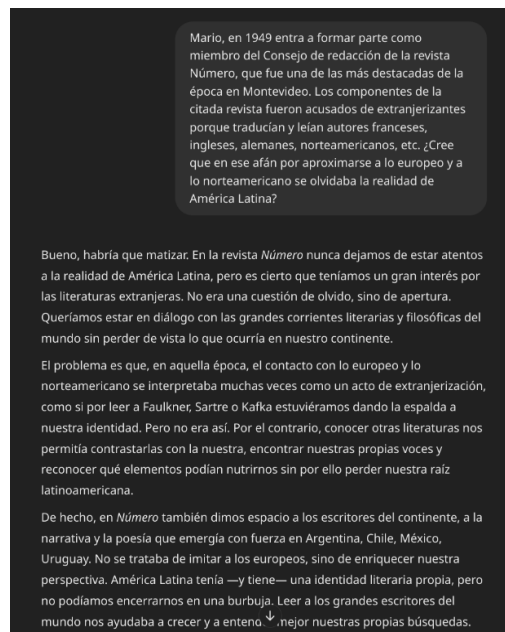 Mario, en 1949 entra a formar parte como
miembro del Consejo de redacción de la revista
Número, que fue una de las más destacadas de la
época en Montevideo. Los componentes de la
citada revista fueron acusados de extranjerizantes
porque traducían y leían autores franceses,
ingleses, alemanes, norteamericanos, etc. ¿Cree
que en ese afán por aproximarse a lo europeo y a
lo norteamericano se olvidaba la realidad de
América Latina?
Bueno, habría que matizar. En la revista Número nunca dejamos de estar atentos
a la realidad de América Latina, pero es cierto que teníamos un gran interés por
las literaturas extranjeras. No era una cuestión de olvido, sino de apertura.
Queríamos estar en diálogo con las grandes corrientes literarias y filosóficas del
mundo sin perder de vista lo que ocurría en nuestro continente.
El problema es que, en aquella época, el contacto con lo europeo y lo
norteamericano se interpretaba muchas veces como un acto de extranjerización,
como si por leer a Faulkner, Sartre o Kafka estuviéramos dando la espalda a
nuestra identidad. Pero no era así. Por el contrario, conocer otras literaturas nos
permitía contrastarlas con la nuestra, encontrar nuestras propias voces y
reconocer qué elementos podían nutrirnos sin por ello perder nuestra raíz
latinoamericana.
De hecho, en Número también dimos espacio a los escritores del continente, a la
narrativa y la poesía que emergía con fuerza en Argentina, Chile, México,
Uruguay. No se trataba de imitar a los europeos, sino de enriquecer nuestra
perspectiva. América Latina tenía —y tiene— una identidad literaria propia, pero
no podíamos encerrarnos en una burbuja. Leer a los grandes escritores del
mundo nos ayudaba a crecer y a mejor nuestras propias búsquedas.